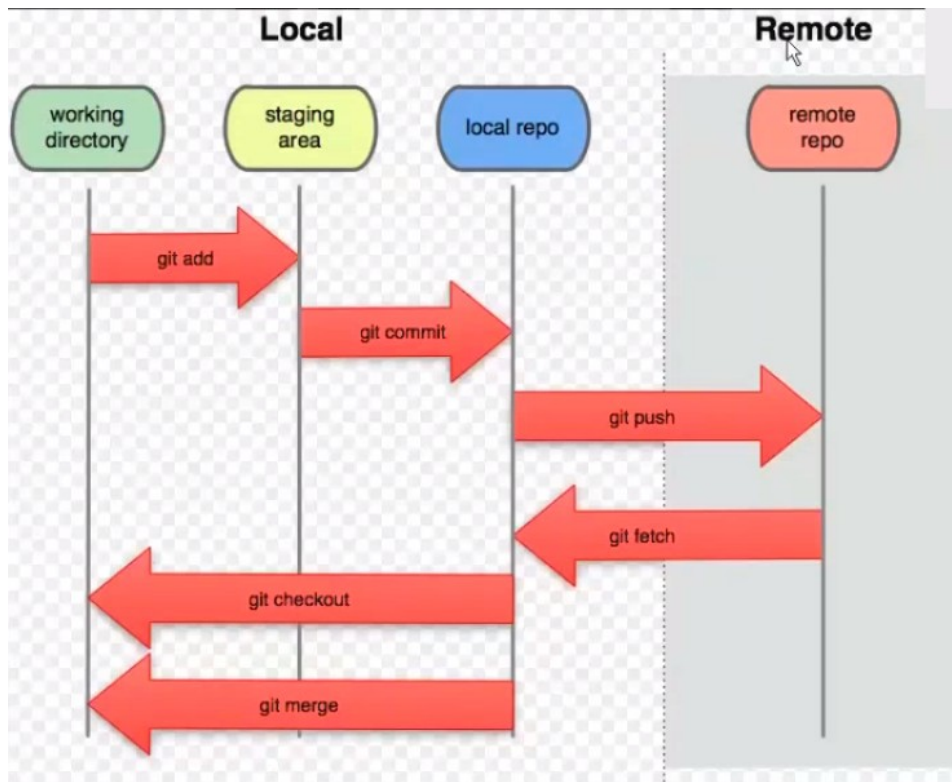 Local
Remote
working
directory
staging
area
local repo
remote
repo
git add
git commit
git push
git fetch
git checkout
git merge